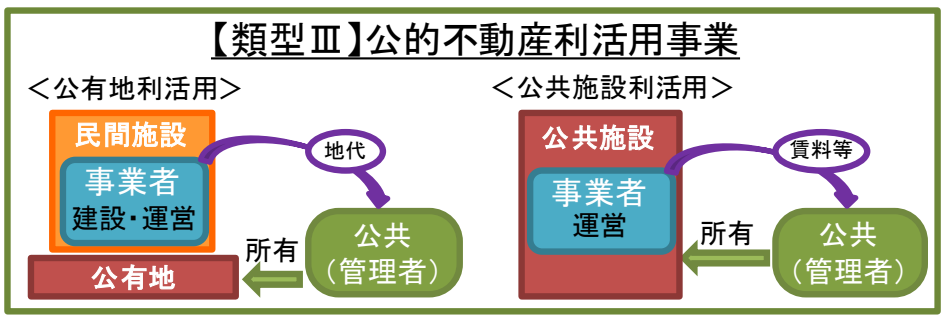 【類型Ⅲ】公的不動産利活用事業
＜公有地利活用＞
民間施設
事業者
建設・運営
地代
公共
（管理者）
所有
公有地
＜公共施設利活用＞
公共施設
事業者
運営
賃料等
公共
（管理者）
所有